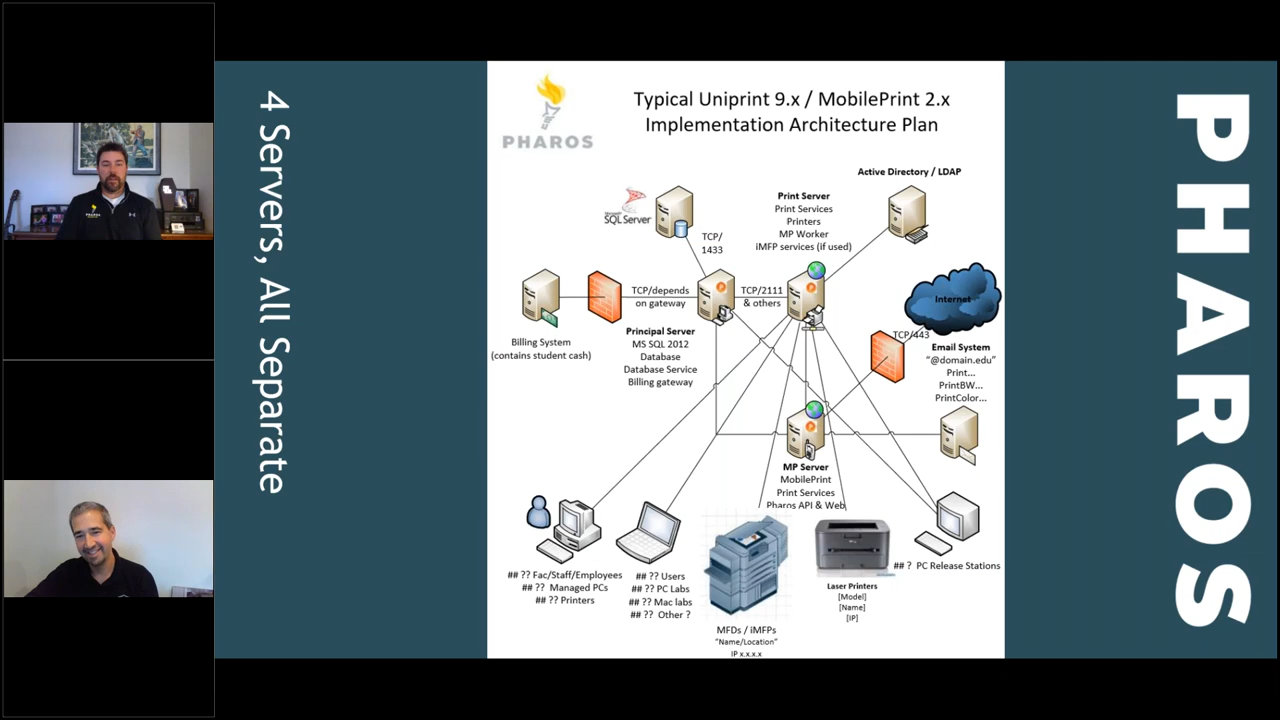 4 Servers, All Separate
PHAROS
Typical Uniprint 9.x / MobilePrint 2.x
Implementation Architecture Plan
Active Directory / LDAP
Microsoft
SQL Server
TCP/
1433
Print Server
Print Services
Printers
MP Worker
iMFP services (if used)
TCP/depends
on gateway
TCP/2111
& others
Internet
TCP/443
Billing System
(contains student cash)
Principal Server
MS SQL 2012
Database
Database Service
Billing gateway
Email System
“@domain.edu”
Print...
PrintBW...
PrintColor...
MP Server
MobilePrint
Print Services
Pharos API & Web
## ?? Fac/Staff/Employees
## ?? Managed PCs
## ?? Printers
## ?? Users
## ?? PC Labs
## ?? Mac labs
## ?? Other ?
MFDs / iMFPs
“Name/Location”
IP x.x.x.x
Laser Printers
[Model]
[Name]
[IP]
## ? PC Release Stations
PHAROS
PHAROS